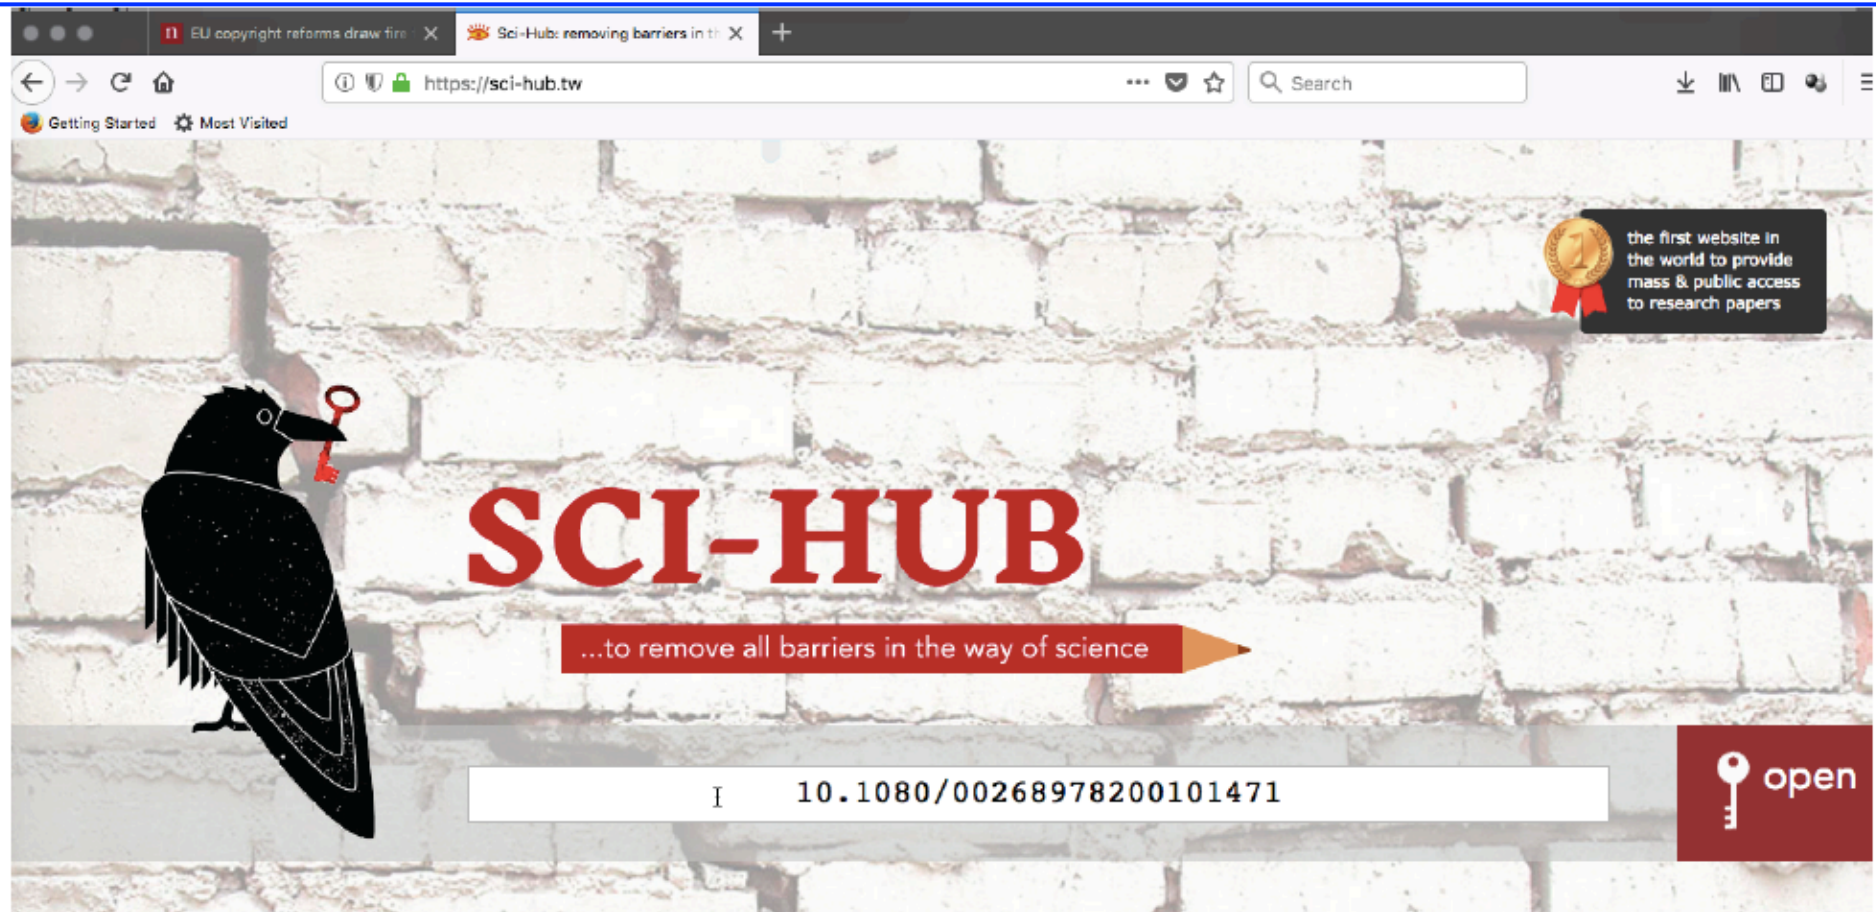 EU copyright reforms draw fire
Sci-Hub: removing barriers in th
https://sci-hub.tw
Search
Getting Started
Most Visited
1
the first website in
the world to provide
mass & public access
to research papers
SCI-HUB
...to remove all barriers in the way of science
10.1080/00268978200101471
open